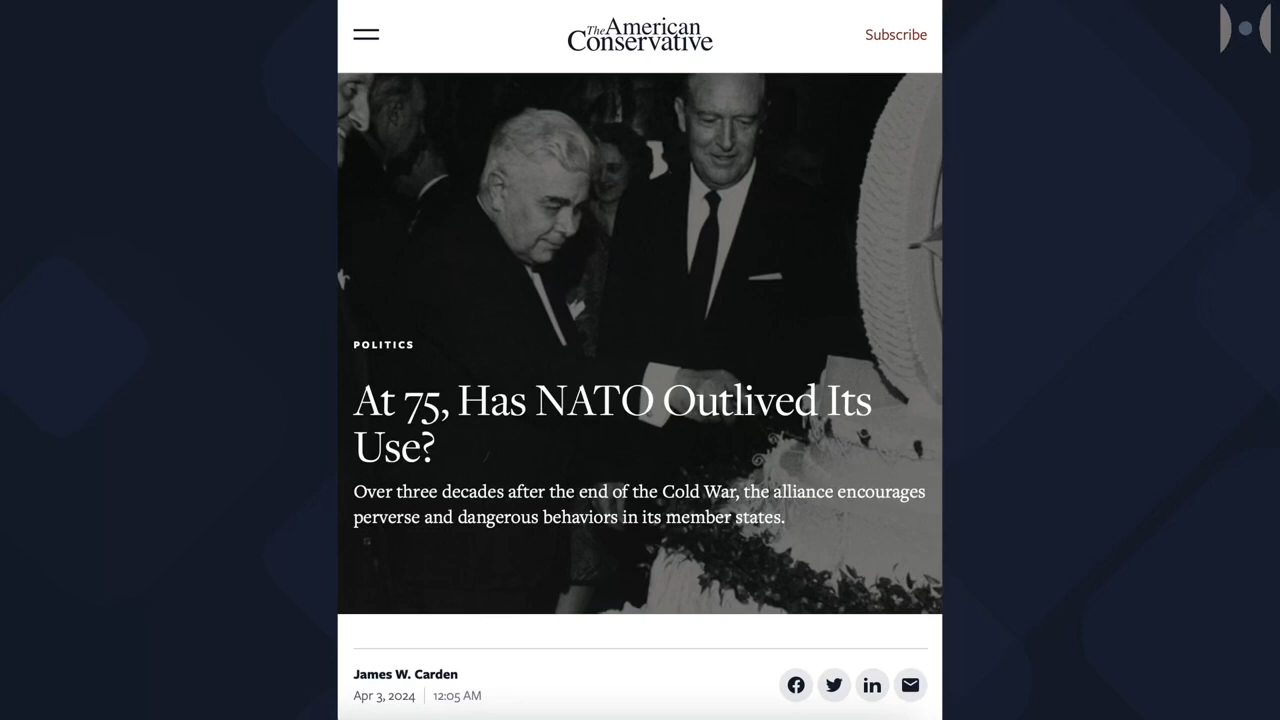 The American
Conservative
Subscribe
POLITICS
At 75, Has NATO Outlived Its
Use?
Over three decades after the end of the Cold War, the alliance encourages
perverse and dangerous behaviors in its member states.
James W. Carden
Apr 3, 2024 12:05 AM